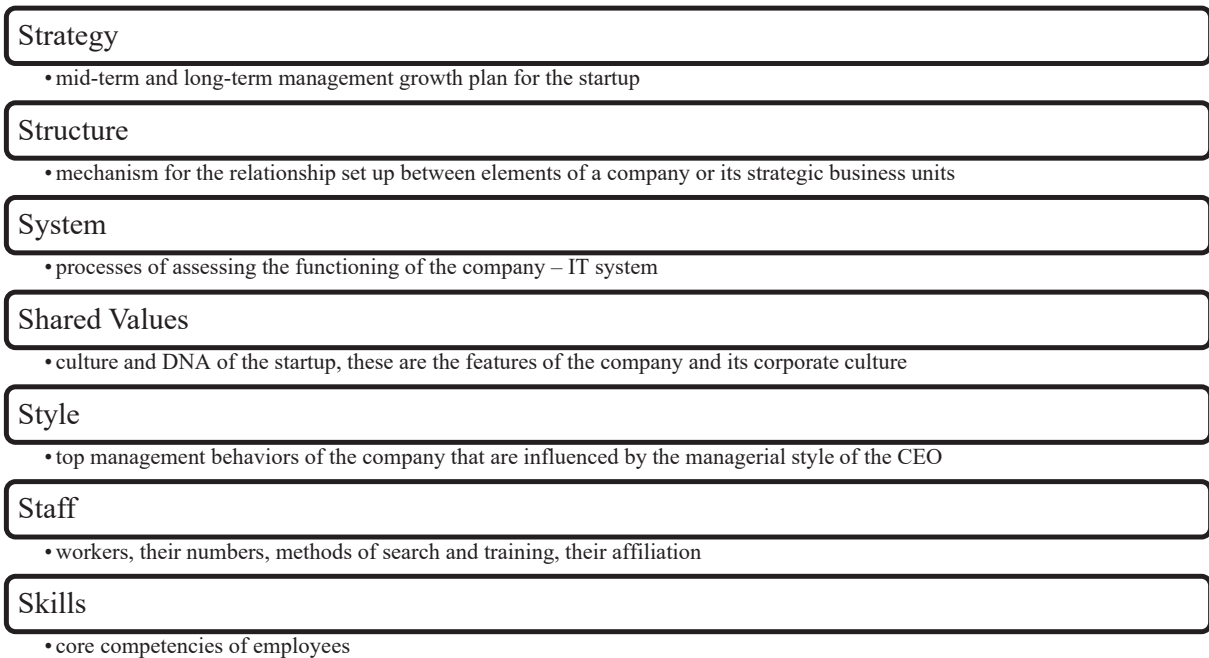 Strategy
• mid-term and long-term management growth plan for the startup
Structure
• mechanism for the relationship set up between elements of a company or its strategic business units
System
• processes of assessing the functioning of the company – IT system
Shared Values
• culture and DNA of the startup, these are the features of the company and its corporate culture
Style
• top management behaviors of the company that are influenced by the managerial style of the CEO
Staff
• workers, their numbers, methods of search and training, their affiliation
Skills
• core competencies of employees